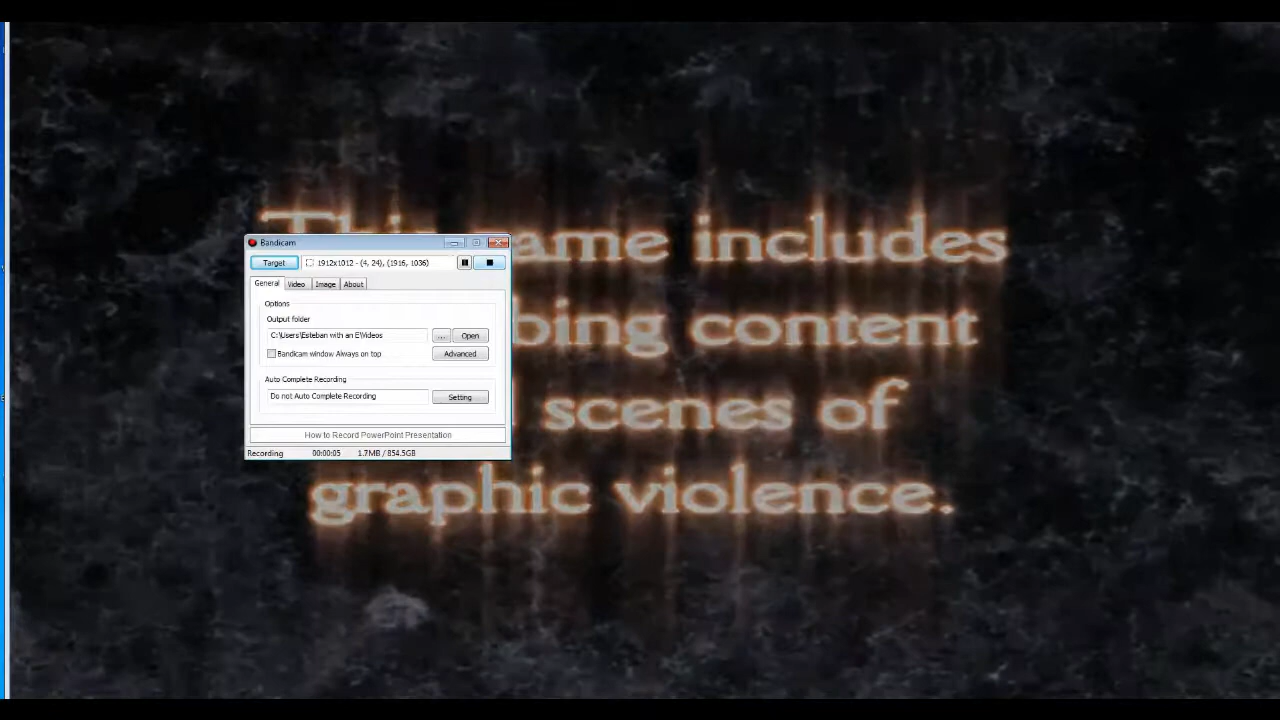 This game includes
bing content
scenes of
graphic violence.
Bandicam
Target
1912x1012 - (4, 24), (1916, 1036)
General Video Image About
Options
Output folder
C:\Users\Esteban with an E\Videos
... Open
Bandicam window Always on top
Advanced
Auto Complete Recording
Do not Auto Complete Recording
Setting
How to Record PowerPoint Presentation
Recording 00:00:05 1.7MB / 854.5GB